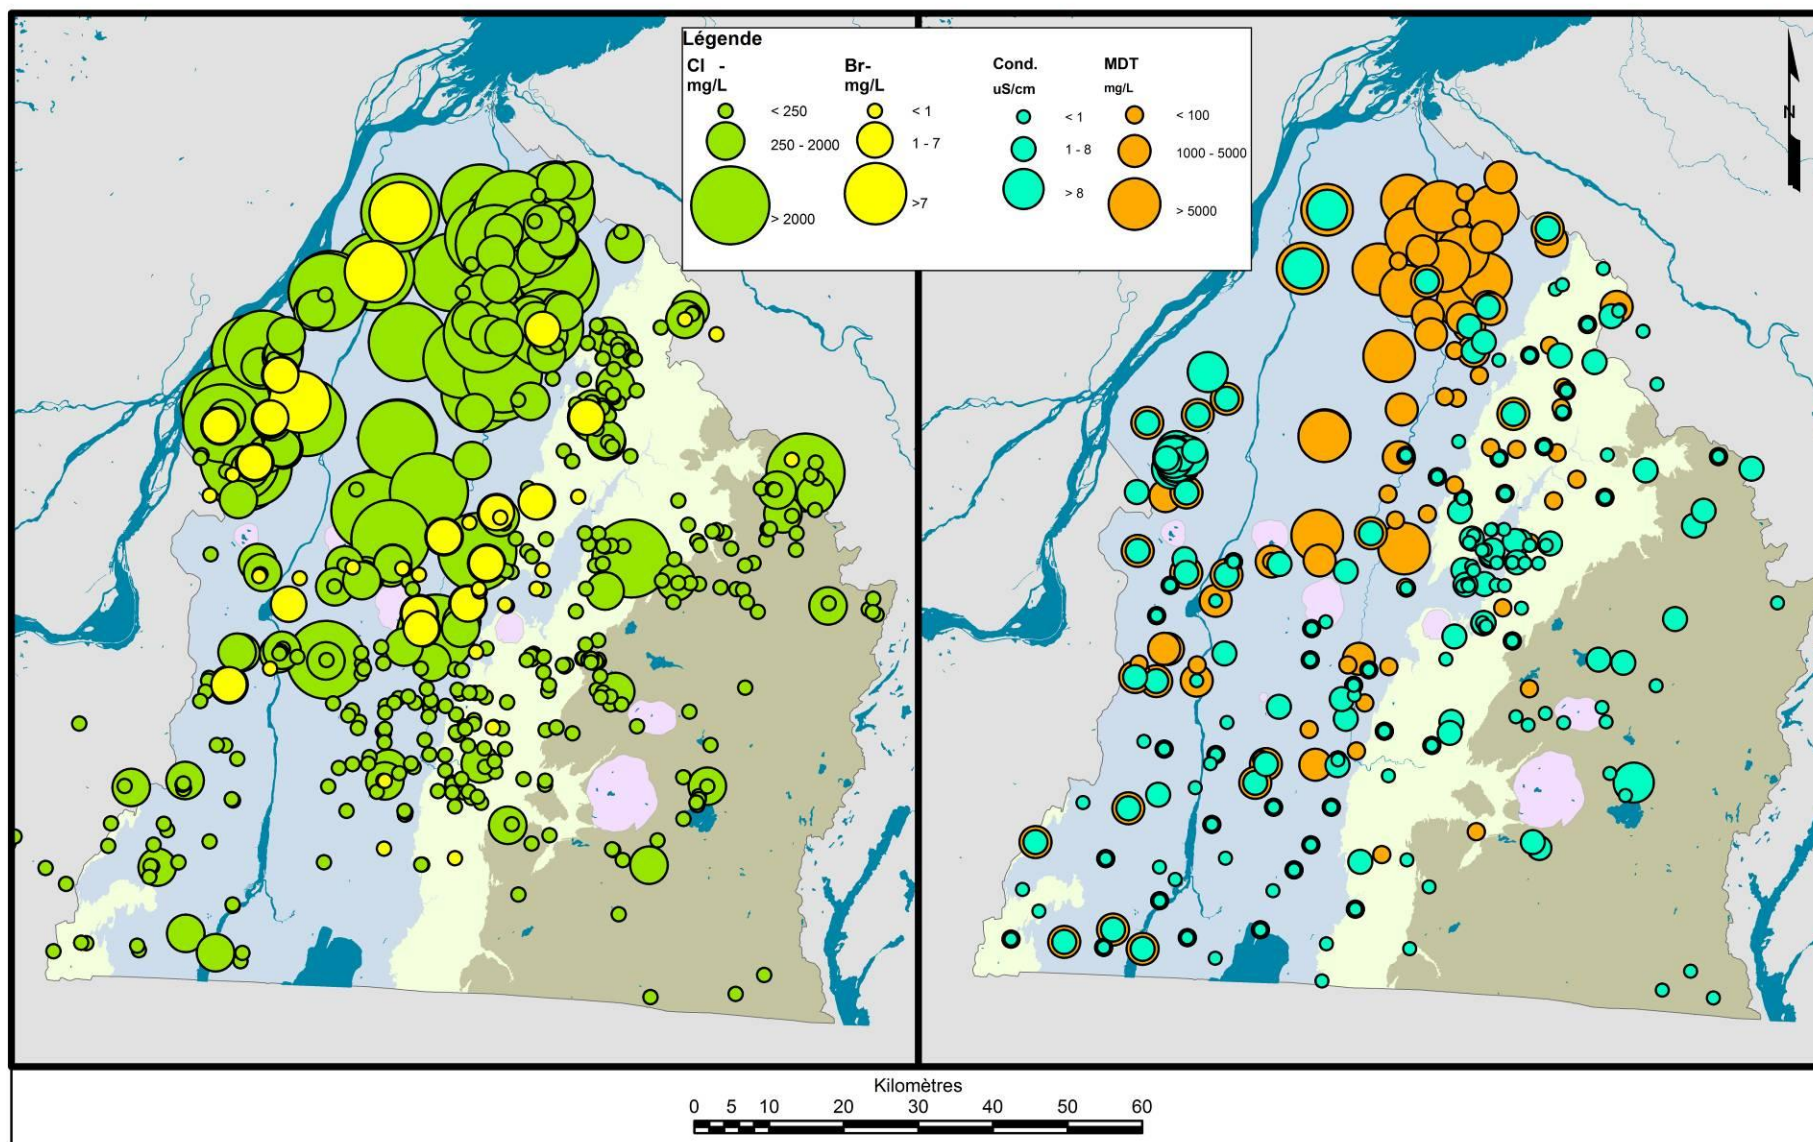 Légende
Cl - Br- Cond. MDT
mg/L mg/L uS/cm mg/L
< 250 < 1 < 1 < 100
250 - 2000 1 - 7 1 - 8 1000 - 5000
> 2000 >7 > 8 > 5000
N
Kilomètres
0 5 10 20 30 40 50 60